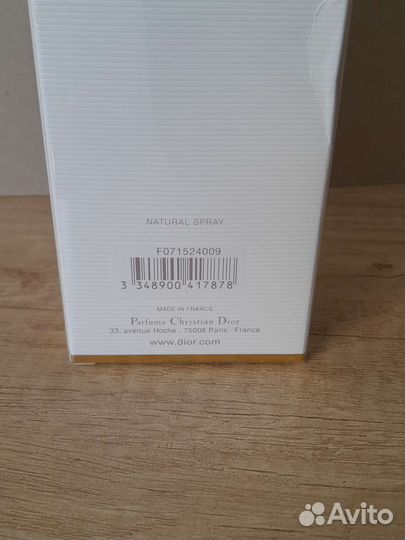 NATURAL SPRAY
F071524009
3 348900 417878
MADE IN FRANCE
Parfums Christian Dior
33, avenue Hoche - 75008 Paris - France
www.dior.com
Avito